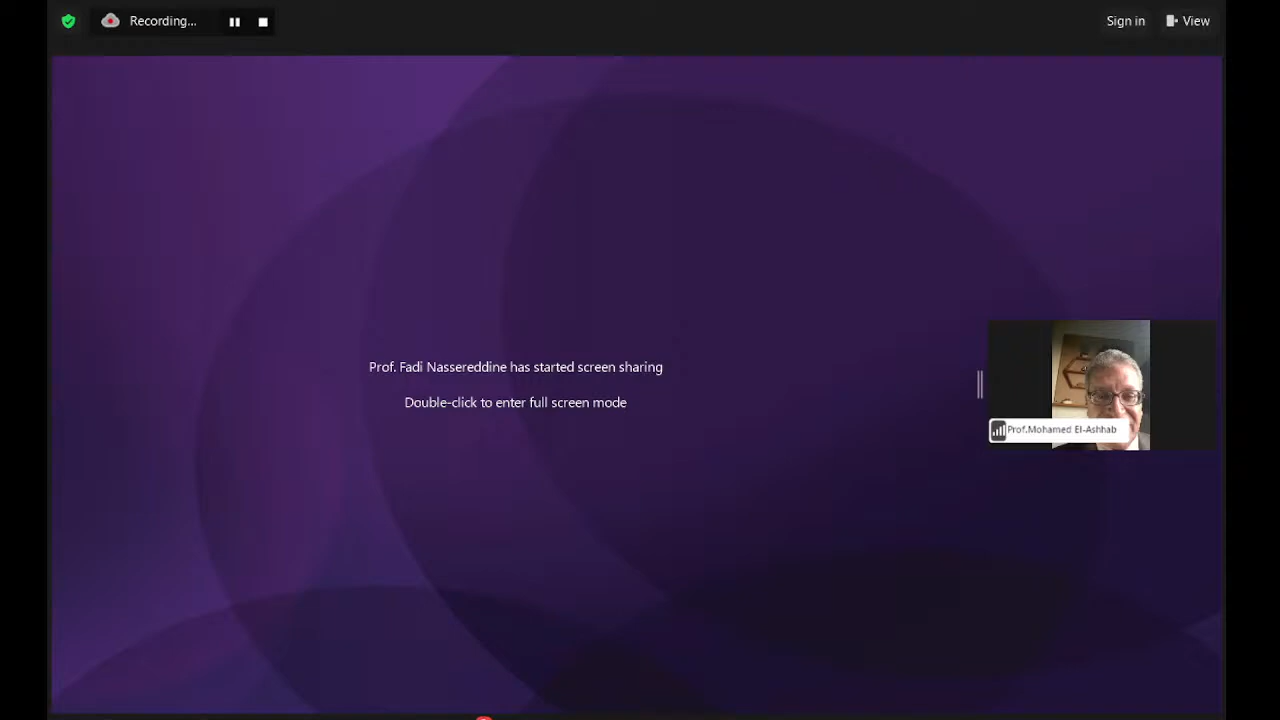 Recording...
Sign in
View
Prof. Fadi Nassereddine has started screen sharing
Double-click to enter full screen mode
Prof.Mohamed El-Ashhab